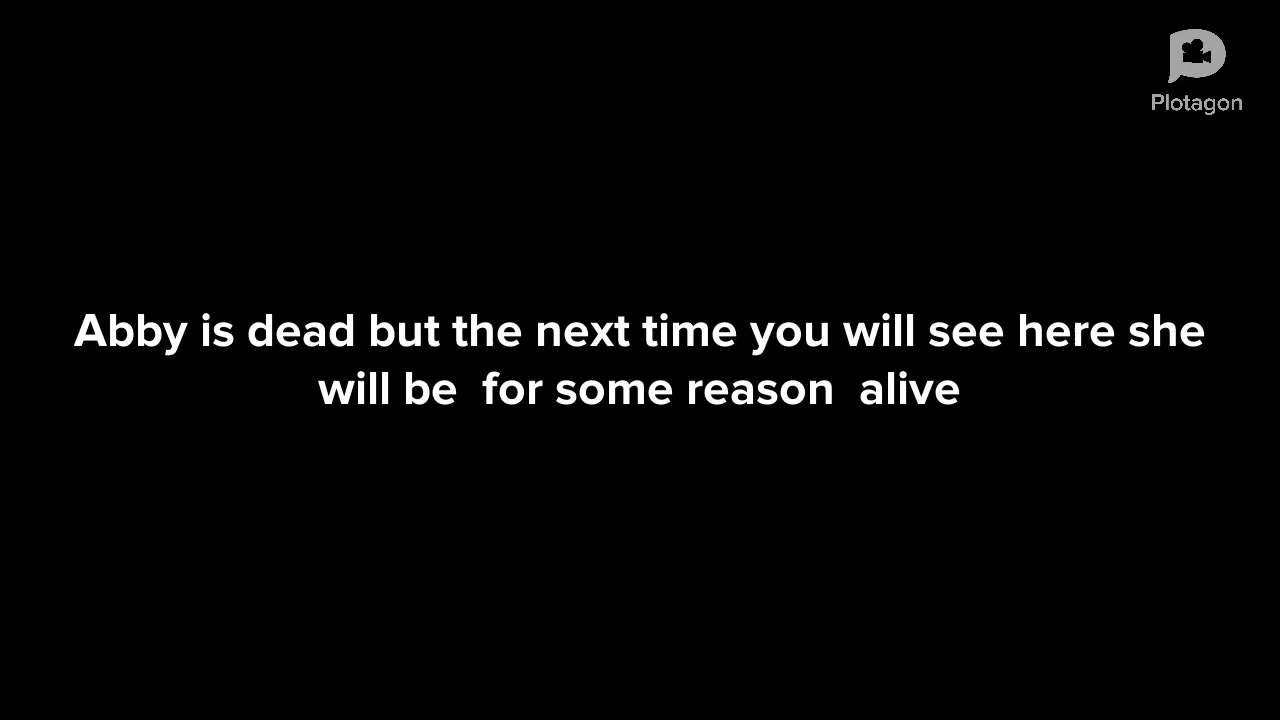 Plotagon
Abby is dead but the next time you will see here she
will be  for some reason  alive